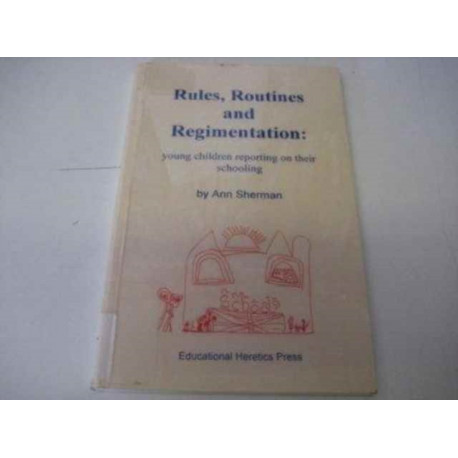 Rules, Routines
and
Regimentation:
young children reporting on their
schooling
by Ann Sherman
School
Educational Heretics Press